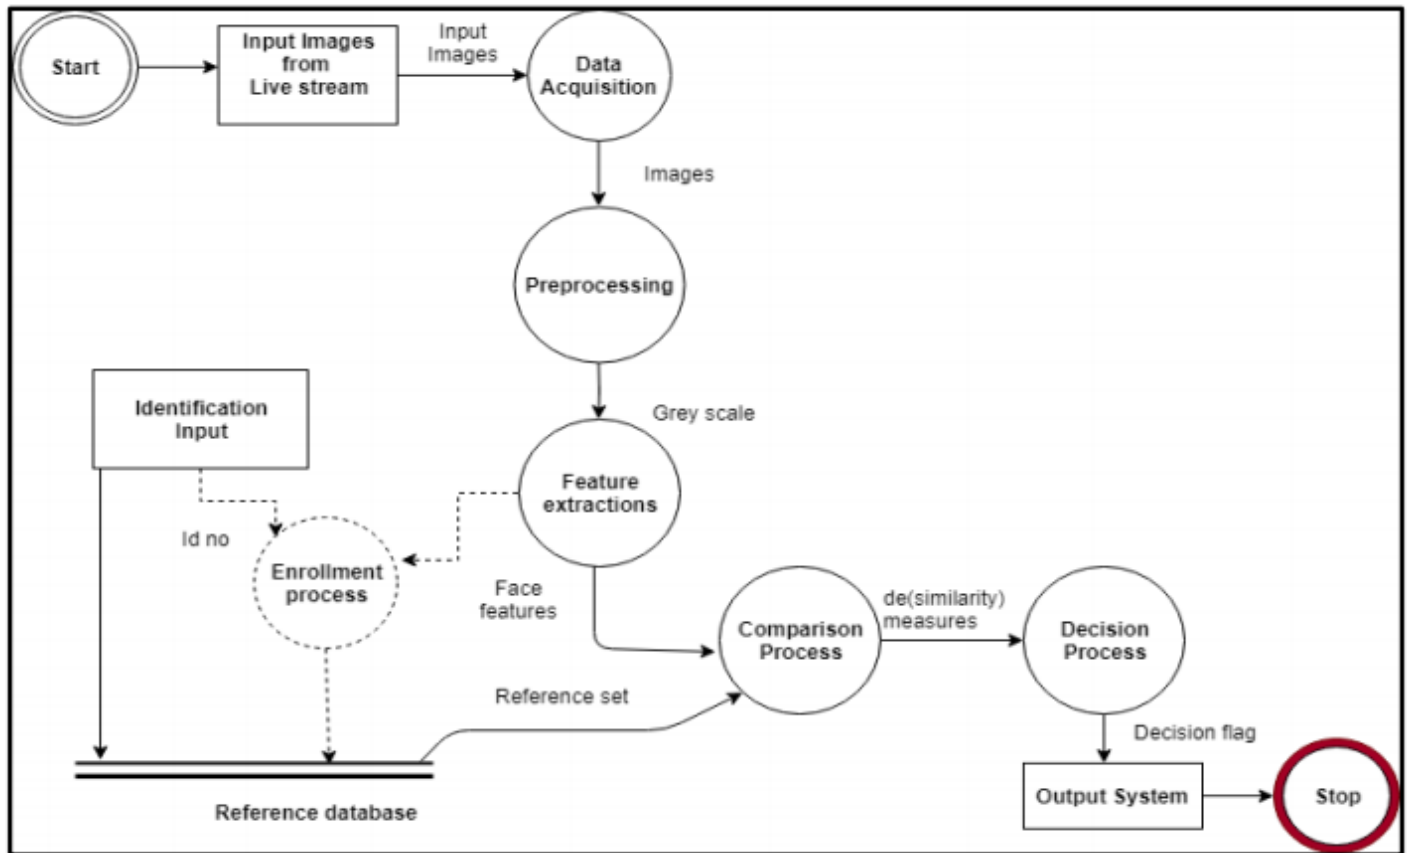 Start
Input Images
from
Live stream
Input
Images
Data
Acquisition
Images
Preprocessing
Grey scale
Identification
Input
Feature
extractions
Id no
Enrollment
process
Face
features
Comparison
Process
de(similarity)
measures
Decision
Process
Reference set
Decision flag
Output System
Stop
Reference database